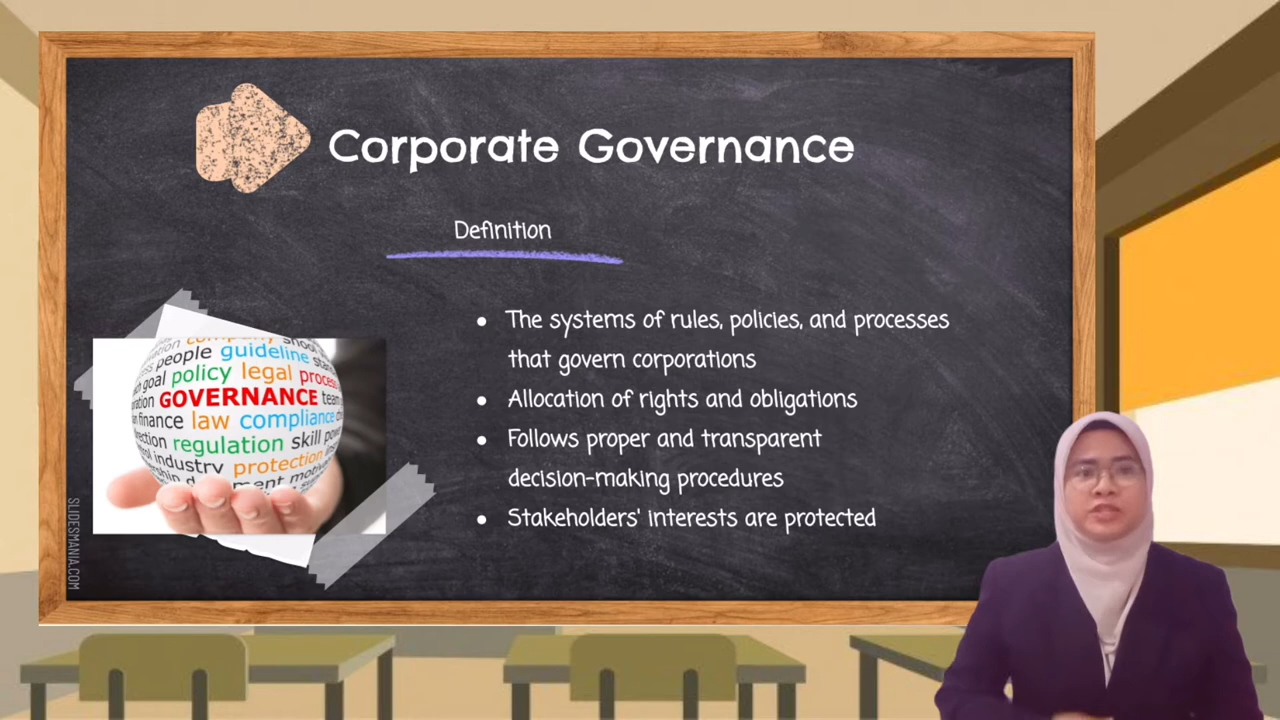 Corporate Governance
Definition
• The systems of rules, policies, and processes
that govern corporations
• Allocation of rights and obligations
• Follows proper and transparent
decision-making procedures
• Stakeholders' interests are protected
people guideline
goal policy legal
GOVERNANCE
finance law compliance
regulation skill
industry protection
SLIDESMANIA.COM